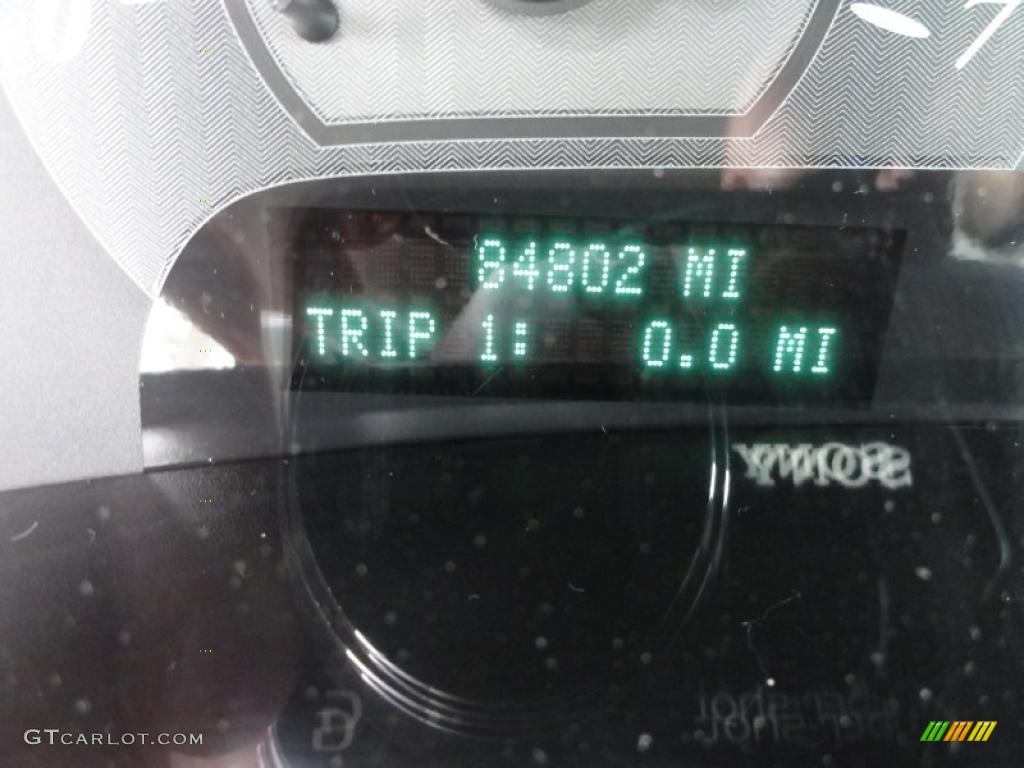 84802 MI
TRIP 1: 0.0 MI
SONY
GTCARLOT.COM